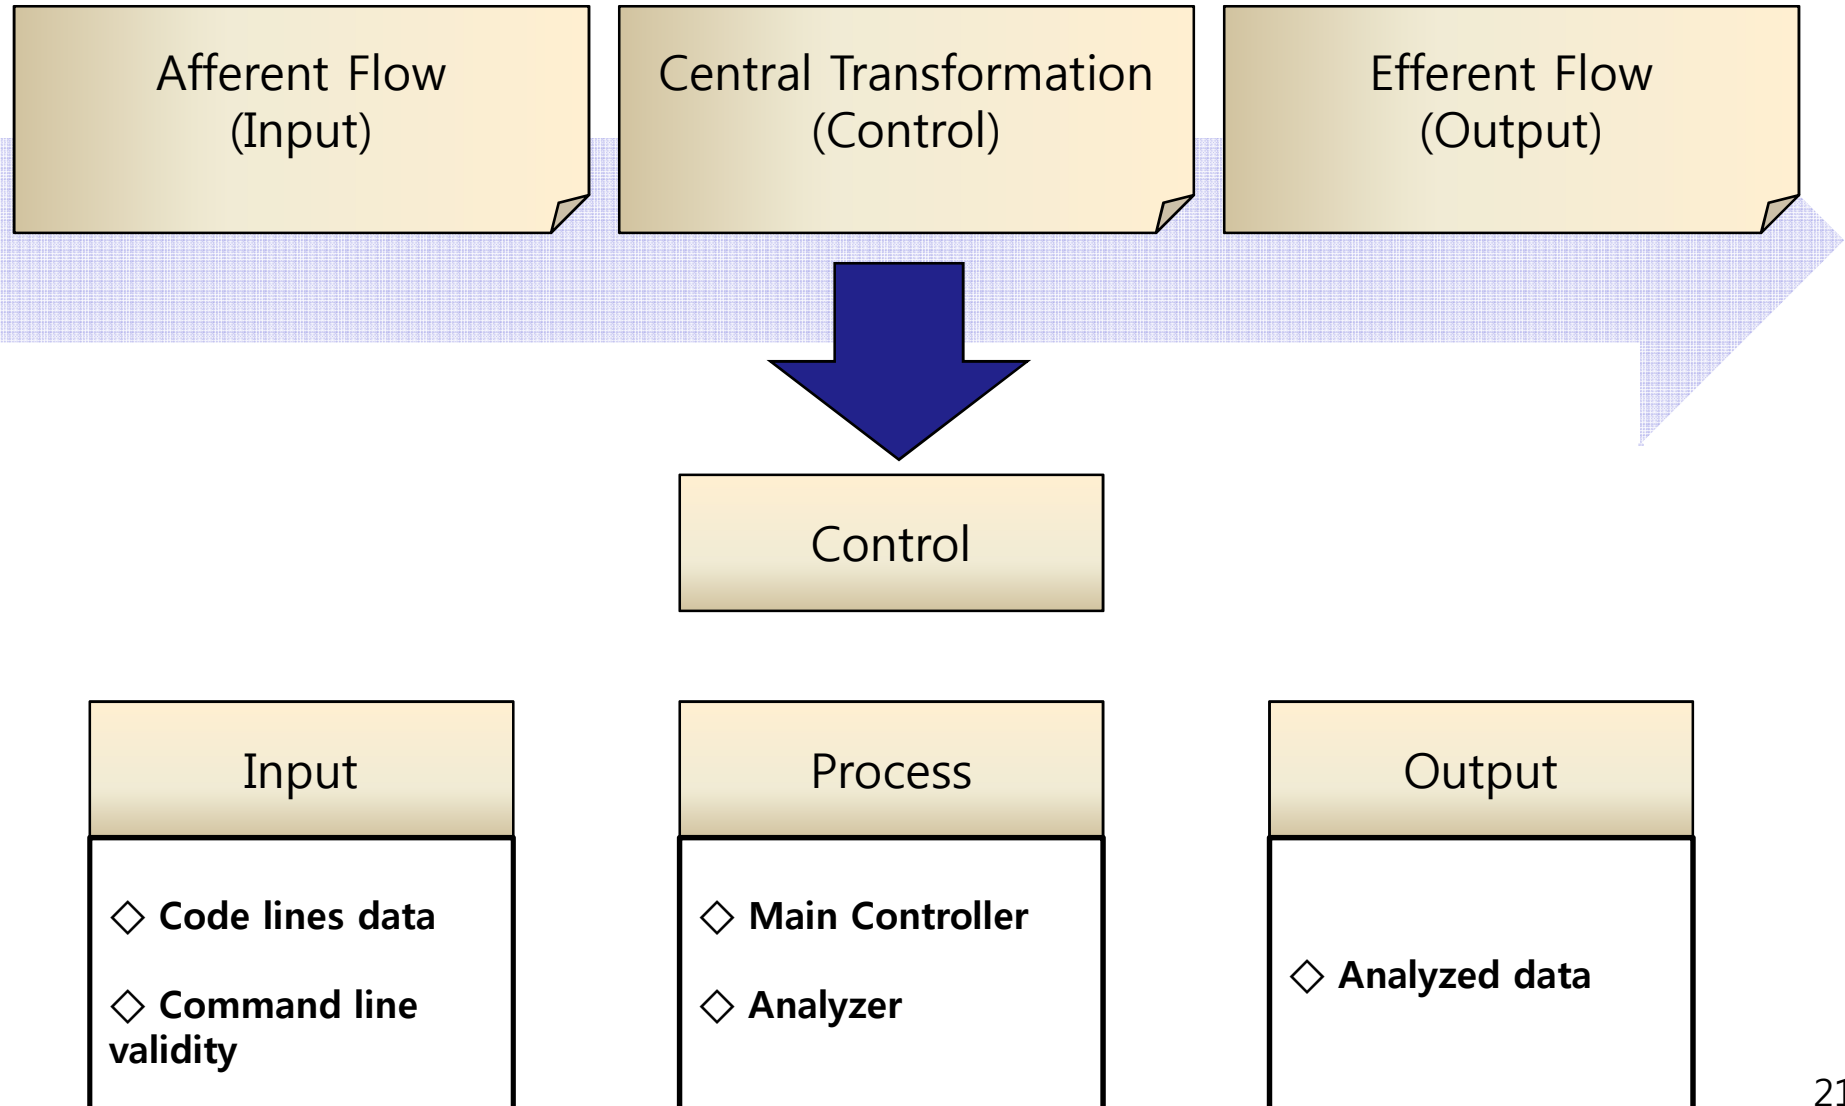 Afferent Flow
(Input)
Central Transformation
(Control)
Efferent Flow
(Output)
Control
Input
◇ Code lines data
◇ Command line
validity
Process
◇ Main Controller
◇ Analyzer
Output
◇ Analyzed data
21